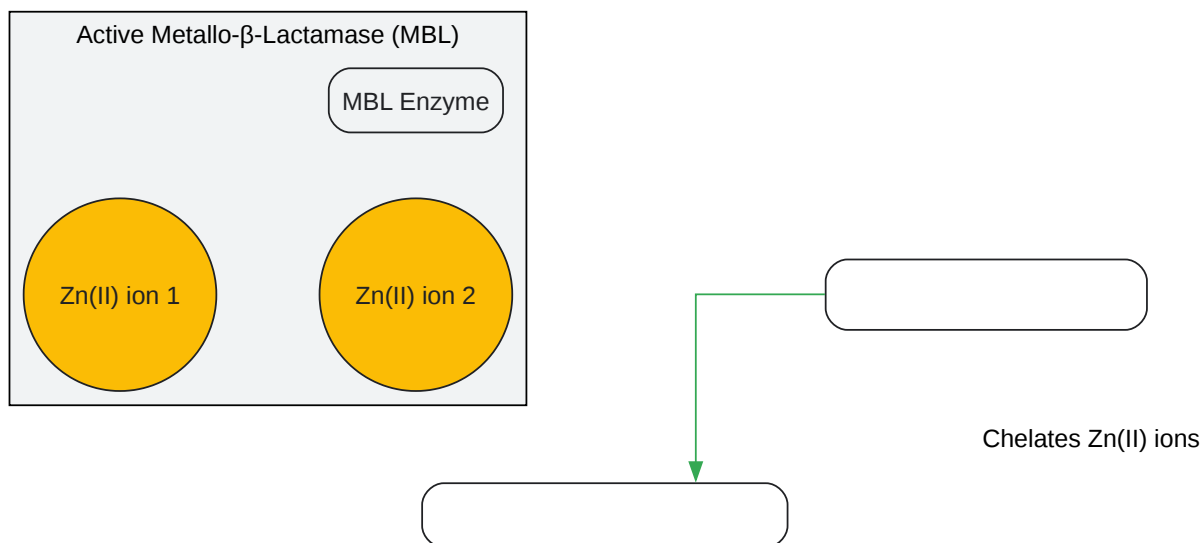 Active Metallo-β-Lactamase (MBL)
MBL Enzyme
Zn(II) ion 1
Zn(II) ion 2
Chelates Zn(II) ions